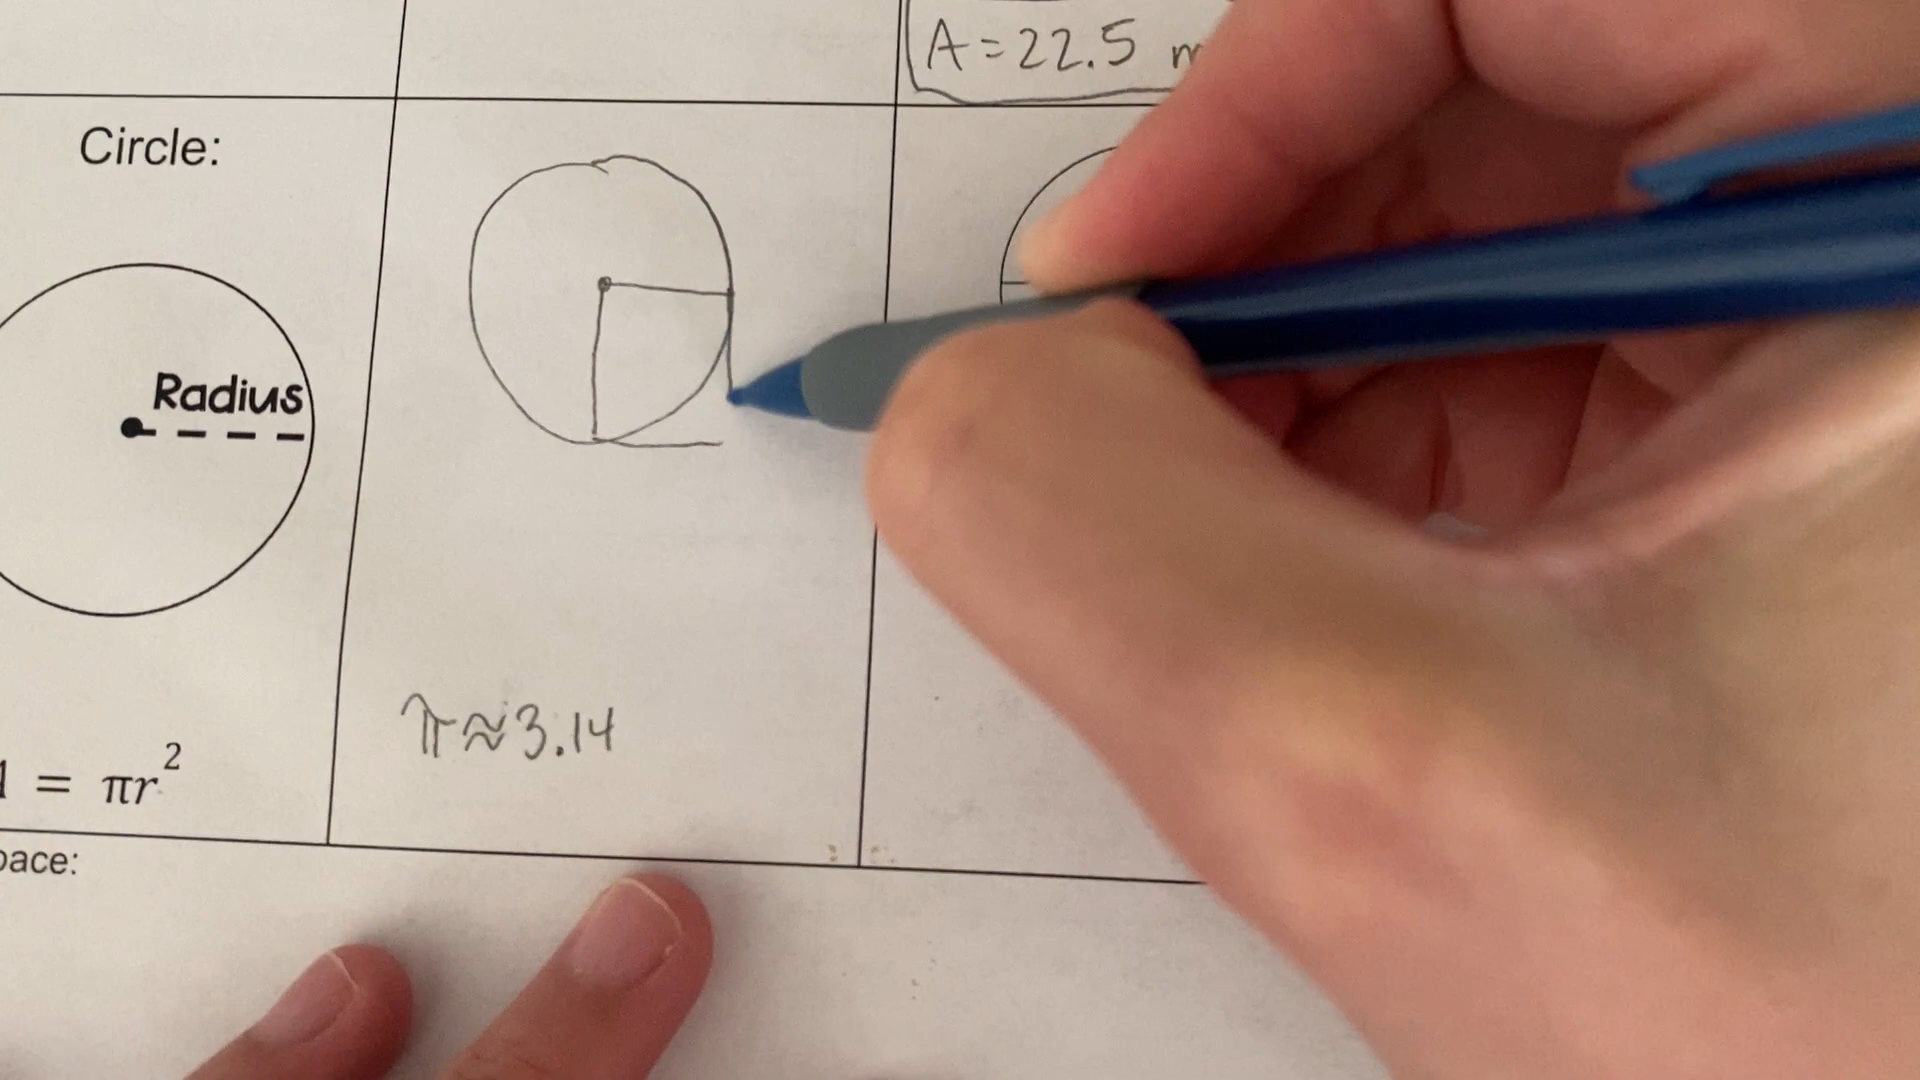 A = 22.5 m
Circle:
Radius
π ≈ 3.14
= πr²
pace: